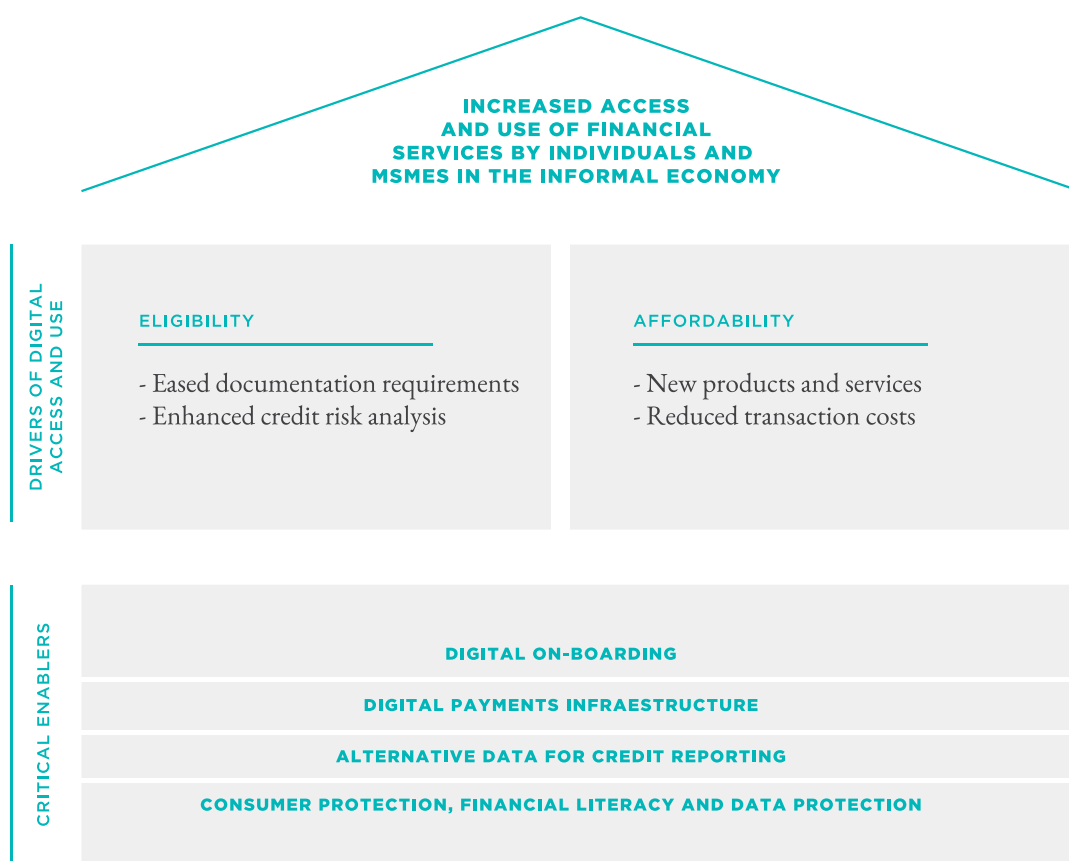 INCREASED ACCESS
AND USE OF FINANCIAL
SERVICES BY INDIVIDUALS AND
MSMES IN THE INFORMAL ECONOMY
DRIVERS OF DIGITAL
ACCESS AND USE
ELIGIBILITY
- Eased documentation requirements
- Enhanced credit risk analysis
AFFORDABILITY
- New products and services
- Reduced transaction costs
CRITICAL ENABLERS
DIGITAL ON-BOARDING
DIGITAL PAYMENTS INFRAESTRUCTURE
ALTERNATIVE DATA FOR CREDIT REPORTING
CONSUMER PROTECTION, FINANCIAL LITERACY AND DATA PROTECTION